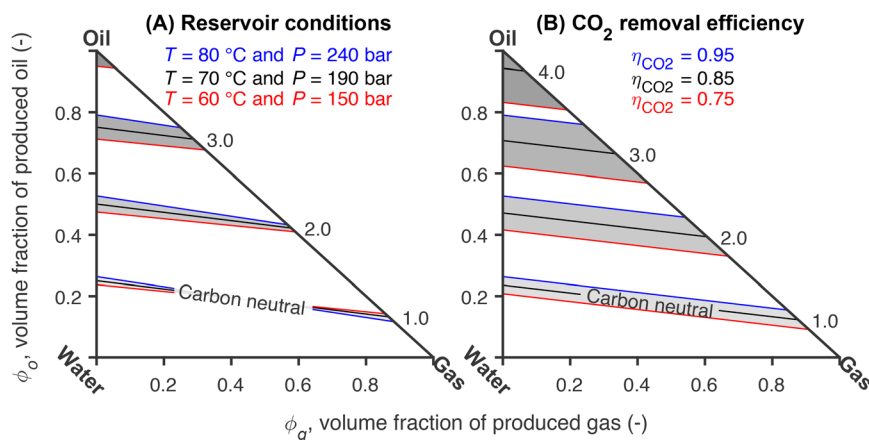 (A) Reservoir conditions
Oil
T = 80 °C and P = 240 bar
T = 70 °C and P = 190 bar
T = 60 °C and P = 150 bar
0.8
0.6
0.4
0.2
3.0
2.0
1.0
Carbon neutral
Water
0.2
0.4
0.6
0.8
Gas
(B) CO2 removal efficiency
Oil
ηCO2 = 0.95
ηCO2 = 0.85
ηCO2 = 0.75
0.8
0.6
0.4
0.2
4.0
3.0
2.0
1.0
Carbon neutral
Water
0.2
0.4
0.6
0.8
Gas
ϕo, volume fraction of produced oil (-)
ϕg, volume fraction of produced gas (-)